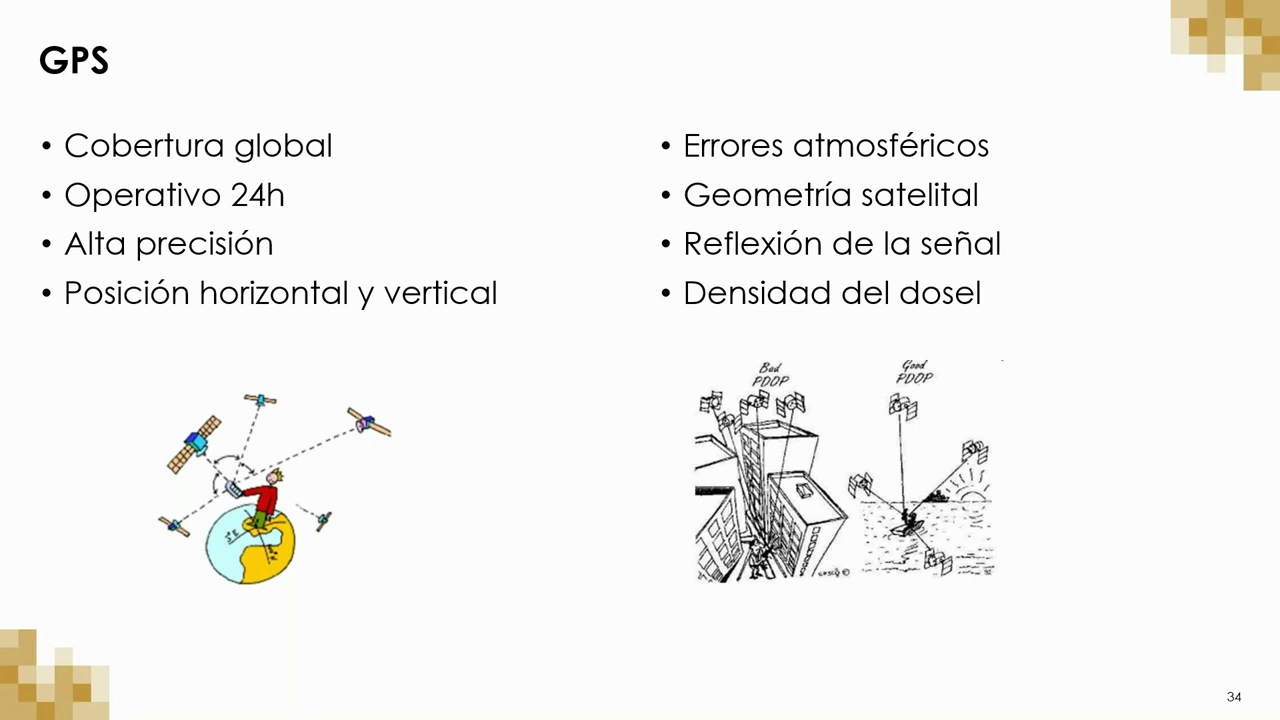 GPS
• Cobertura global
• Operativo 24h
• Alta precisión
• Posición horizontal y vertical
• Errores atmosféricos
• Geometría satelital
• Reflexión de la señal
• Densidad del dosel
Bad
PDOP
Good
PDOP
34